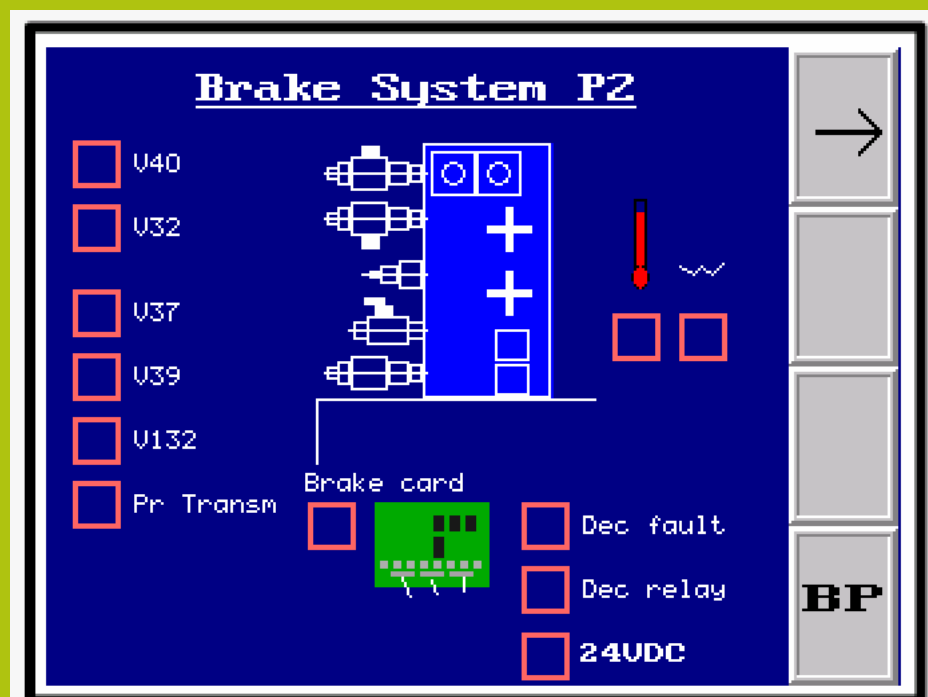 Brake System P2
V40
V32
V37
V39
V132
Pr Transm
Brake card
Dec fault
Dec relay
24VDC
BP